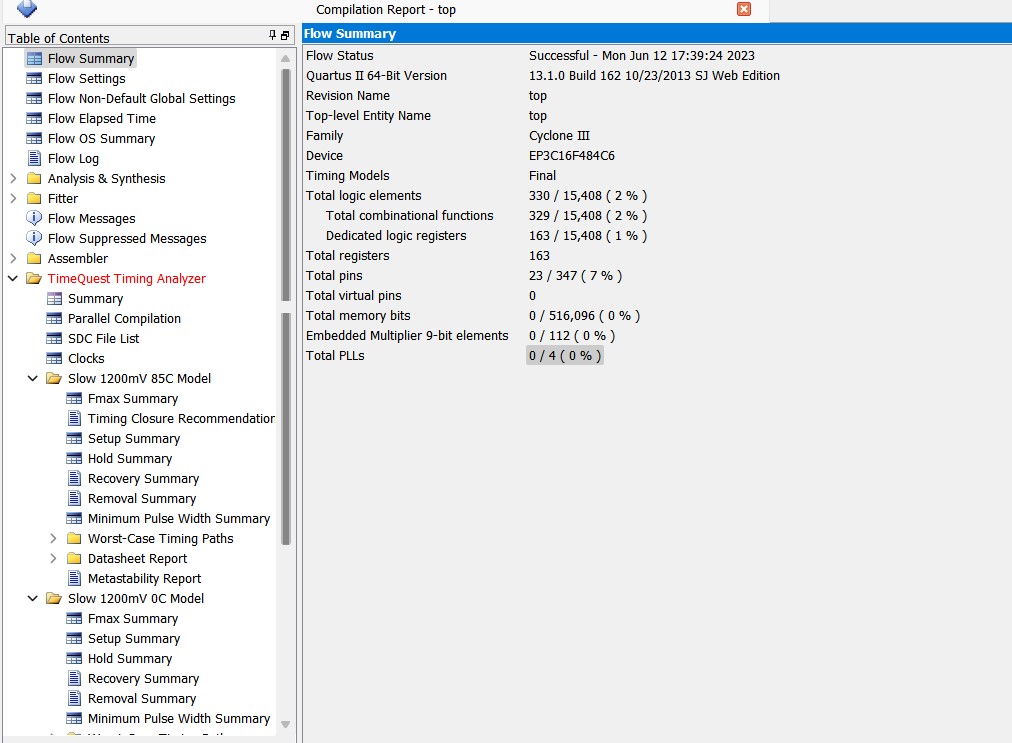 Compilation Report - top
Table of Contents
Flow Summary
Flow Settings
Flow Non-Default Global Settings
Flow Elapsed Time
Flow OS Summary
Flow Log
Analysis & Synthesis
Fitter
Flow Messages
Flow Suppressed Messages
Assembler
TimeQuest Timing Analyzer
Summary
Parallel Compilation
SDC File List
Clocks
Slow 1200mV 85C Model
Fmax Summary
Timing Closure Recommendation
Setup Summary
Hold Summary
Recovery Summary
Removal Summary
Minimum Pulse Width Summary
Worst-Case Timing Paths
Datasheet Report
Metastability Report
Slow 1200mV 0C Model
Fmax Summary
Setup Summary
Hold Summary
Recovery Summary
Removal Summary
Minimum Pulse Width Summary
Flow Summary
Flow Status Successful - Mon Jun 12 17:39:24 2023
Quartus II 64-Bit Version 13.1.0 Build 162 10/23/2013 SJ Web Edition
Revision Name top
Top-level Entity Name top
Family Cyclone III
Device EP3C16F484C6
Timing Models Final
Total logic elements 330 / 15,408 ( 2 % )
Total combinational functions 329 / 15,408 ( 2 % )
Dedicated logic registers 163 / 15,408 ( 1 % )
Total registers 163
Total pins 23 / 347 ( 7 % )
Total virtual pins 0
Total memory bits 0 / 516,096 ( 0 % )
Embedded Multiplier 9-bit elements 0 / 112 ( 0 % )
Total PLLs 0 / 4 ( 0 % )